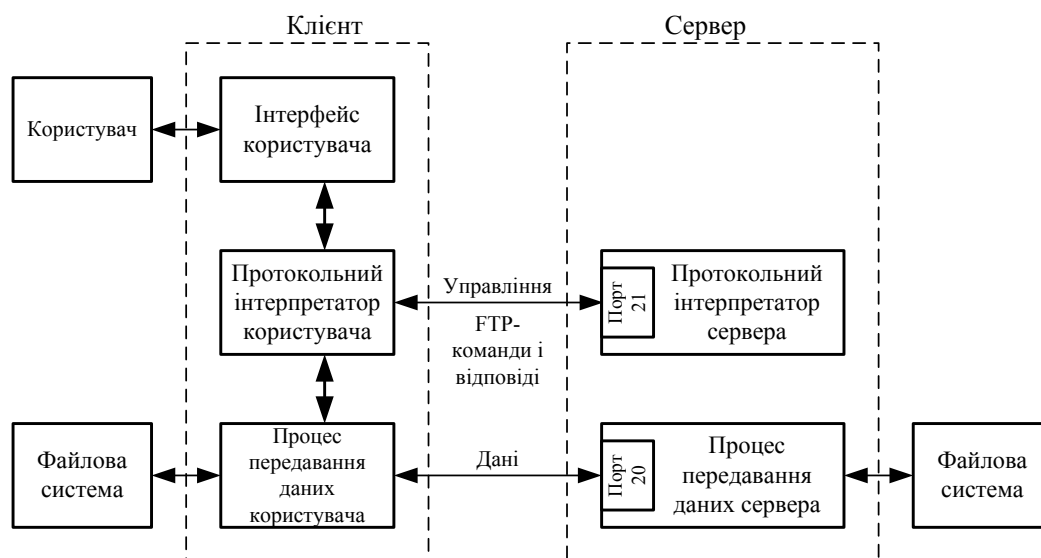 Клієнт
Сервер
Користувач
Інтерфейс
користувача
Протокольний
інтерпретатор
користувача
Управління
FTP-
команди і
відповіді
Порт
21
Протокольний
інтерпретатор
сервера
Файлова
система
Процес
передавання
даних
користувача
Дані
Порт
20
Процес
передавання
даних сервера
Файлова
система